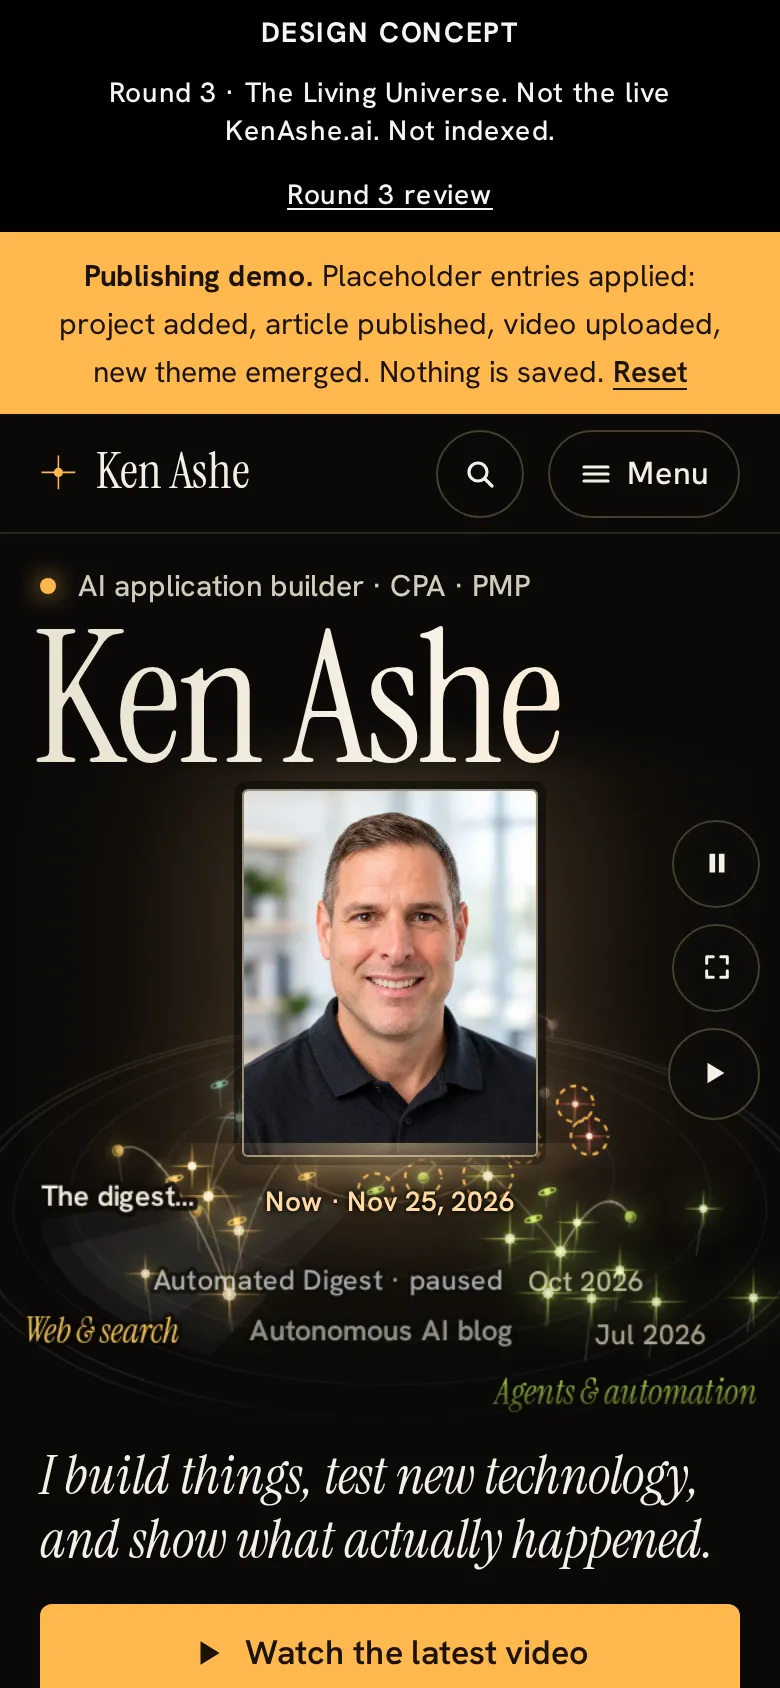 DESIGN CONCEPT
Round 3 · The Living Universe. Not the live
KenAshe.ai. Not indexed.
Round 3 review
Publishing demo. Placeholder entries applied:
project added, article published, video uploaded,
new theme emerged. Nothing is saved. Reset
Ken Ashe
Menu
AI application builder · CPA · PMP
Ken Ashe
The digest...
Now · Nov 25, 2026
Automated Digest · paused
Oct 2026
Web & search
Autonomous AI blog
Jul 2026
Agents & automation
I build things, test new technology,
and show what actually happened.
Watch the latest video